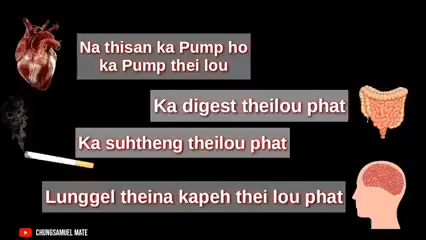 Na thisan ka Pump ho
ka Pump thei lou
Ka digest theilou phat
Ka suhtheng theilou phat
Lunggel theina kapeh thei lou phat
CHUNGSAMUEL MATE